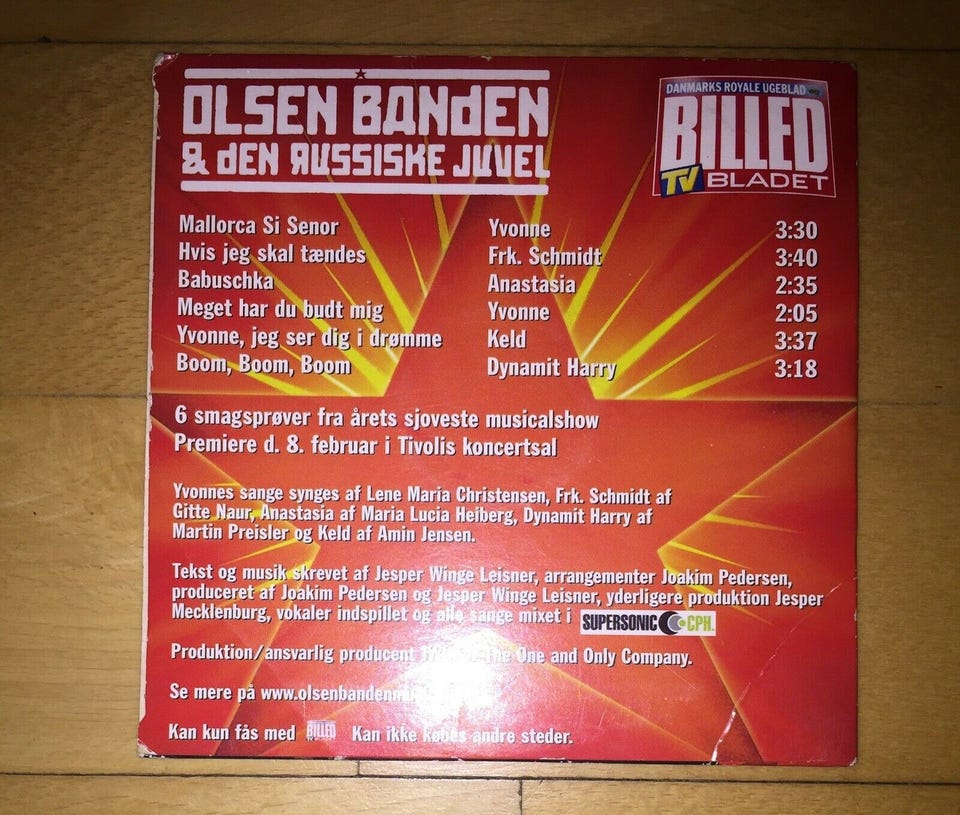 OLSEN BANDEN
& dEN RUSSISKE JUVEL
DANMARKS ROYALE UGEBLAD
BILLED
TV BLADET
Mallorca Si Senor Yvonne 3:30
Hvis jeg skal tændes Frk. Schmidt 3:40
Babuschka Anastasia 2:35
Meget har du budt mig Yvonne 2:05
Yvonne, jeg ser dig i drømme Keld 3:37
Boom, Boom, Boom Dynamit Harry 3:18
6 smagsprøver fra årets sjoveste musicalshow
Premiere d. 8. februar i Tivolis koncertsal
Yvonnes sange synges af Lene Maria Christensen, Frk. Schmidt af
Gitte Naur, Anastasia af Maria Lucia Heiberg, Dynamit Harry af
Martin Preisler og Keld af Amin Jensen.
Tekst og musik skrevet af Jesper Winge Leisner, arrangementer Joakim Pedersen,
produceret af Joakim Pedersen og Jesper Winge Leisner, yderligere produktion Jesper
Mecklenburg, vokaler indspillet og alle sange mixet i SUPERSONIC CPH.
Produktion/ansvarlig producent The One and Only Company.
Se mere på
Kan kun fås med BILLED Kan ikke købes andre steder.